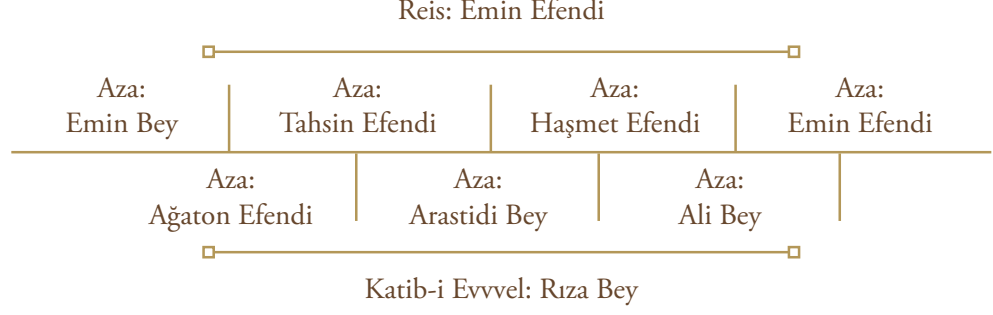 Reis: Emin Efendi
Aza:
Emin Bey
Aza:
Tahsin Efendi
Aza:
Haşmet Efendi
Aza:
Emin Efendi
Aza:
Ağaton Efendi
Aza:
Arastidi Bey
Aza:
Ali Bey
Katib-i Evvvel: Rıza Bey